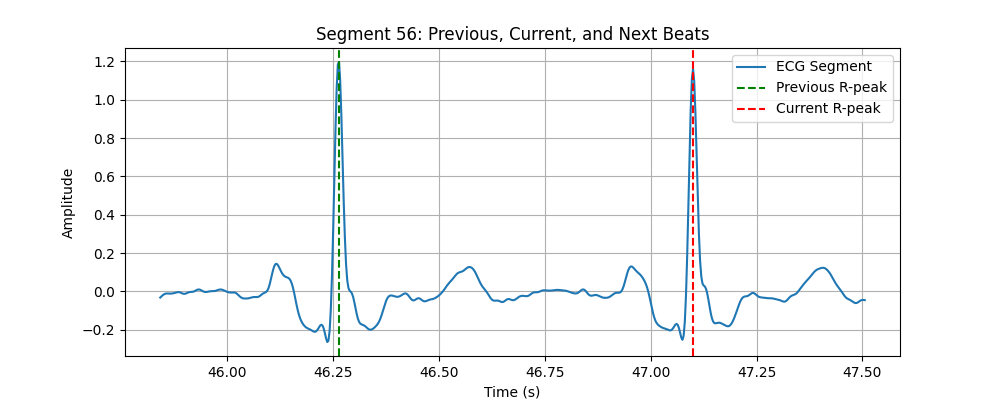 Segment 56: Previous, Current, and Next Beats
ECG Segment
Previous R-peak
Current R-peak
1.2
1.0
0.8
0.6
0.4
0.2
0.0
−0.2
Amplitude
46.00 46.25 46.50 46.75 47.00 47.25 47.50
Time (s)